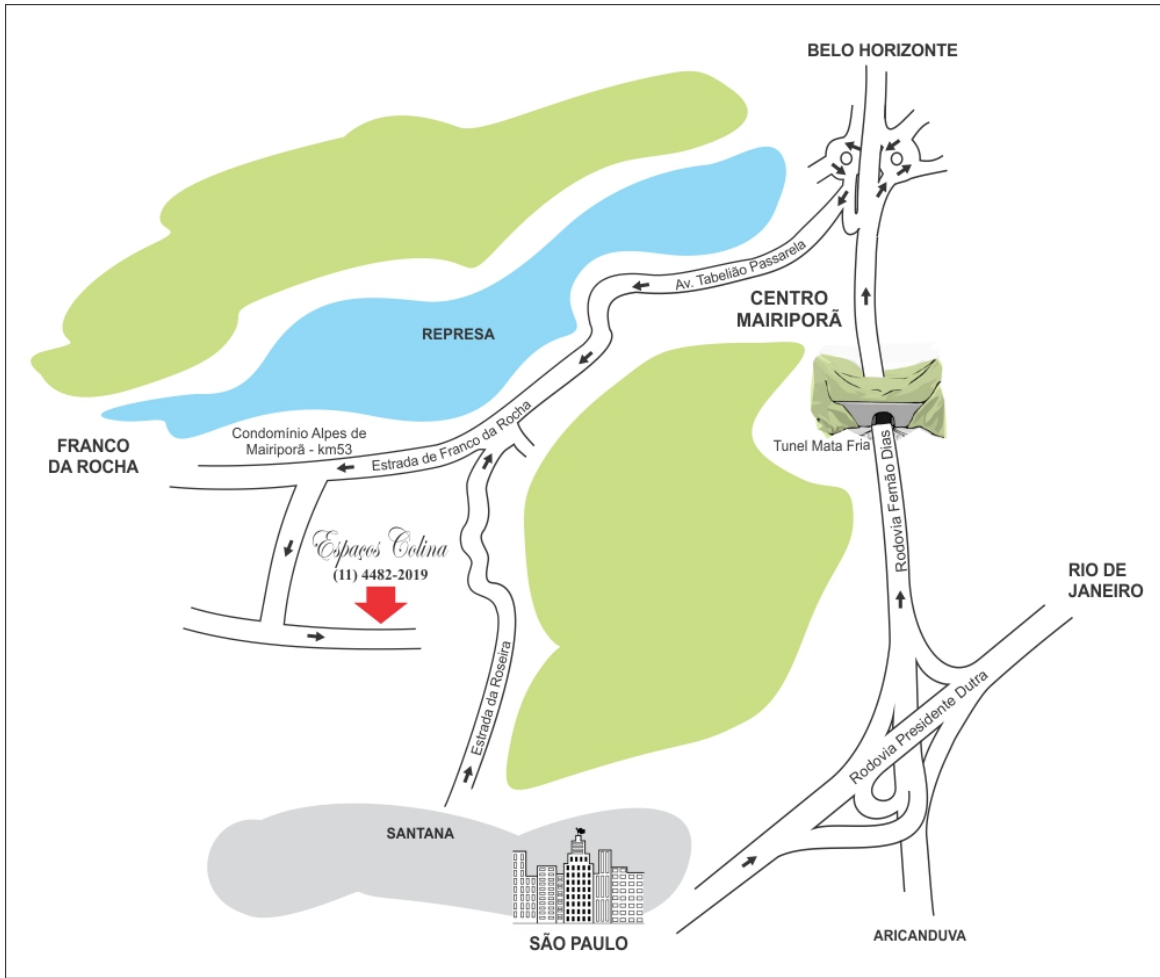 BELO HORIZONTE
Av. Tabelião Passarela
CENTRO
MAIRIPORÃ
REPRESA
FRANCO
DA ROCHA
Condomínio Alpes de
Mairiporã - km53
Estrada de Franco da Rocha
Tunel Mata Fria
Rodovia Fernão Dias
Espaços Colina
(11) 4482-2019
RIO DE
JANEIRO
Estrada da Roseira
Rodovia Presidente Dutra
SANTANA
SÃO PAULO
ARICANDUVA